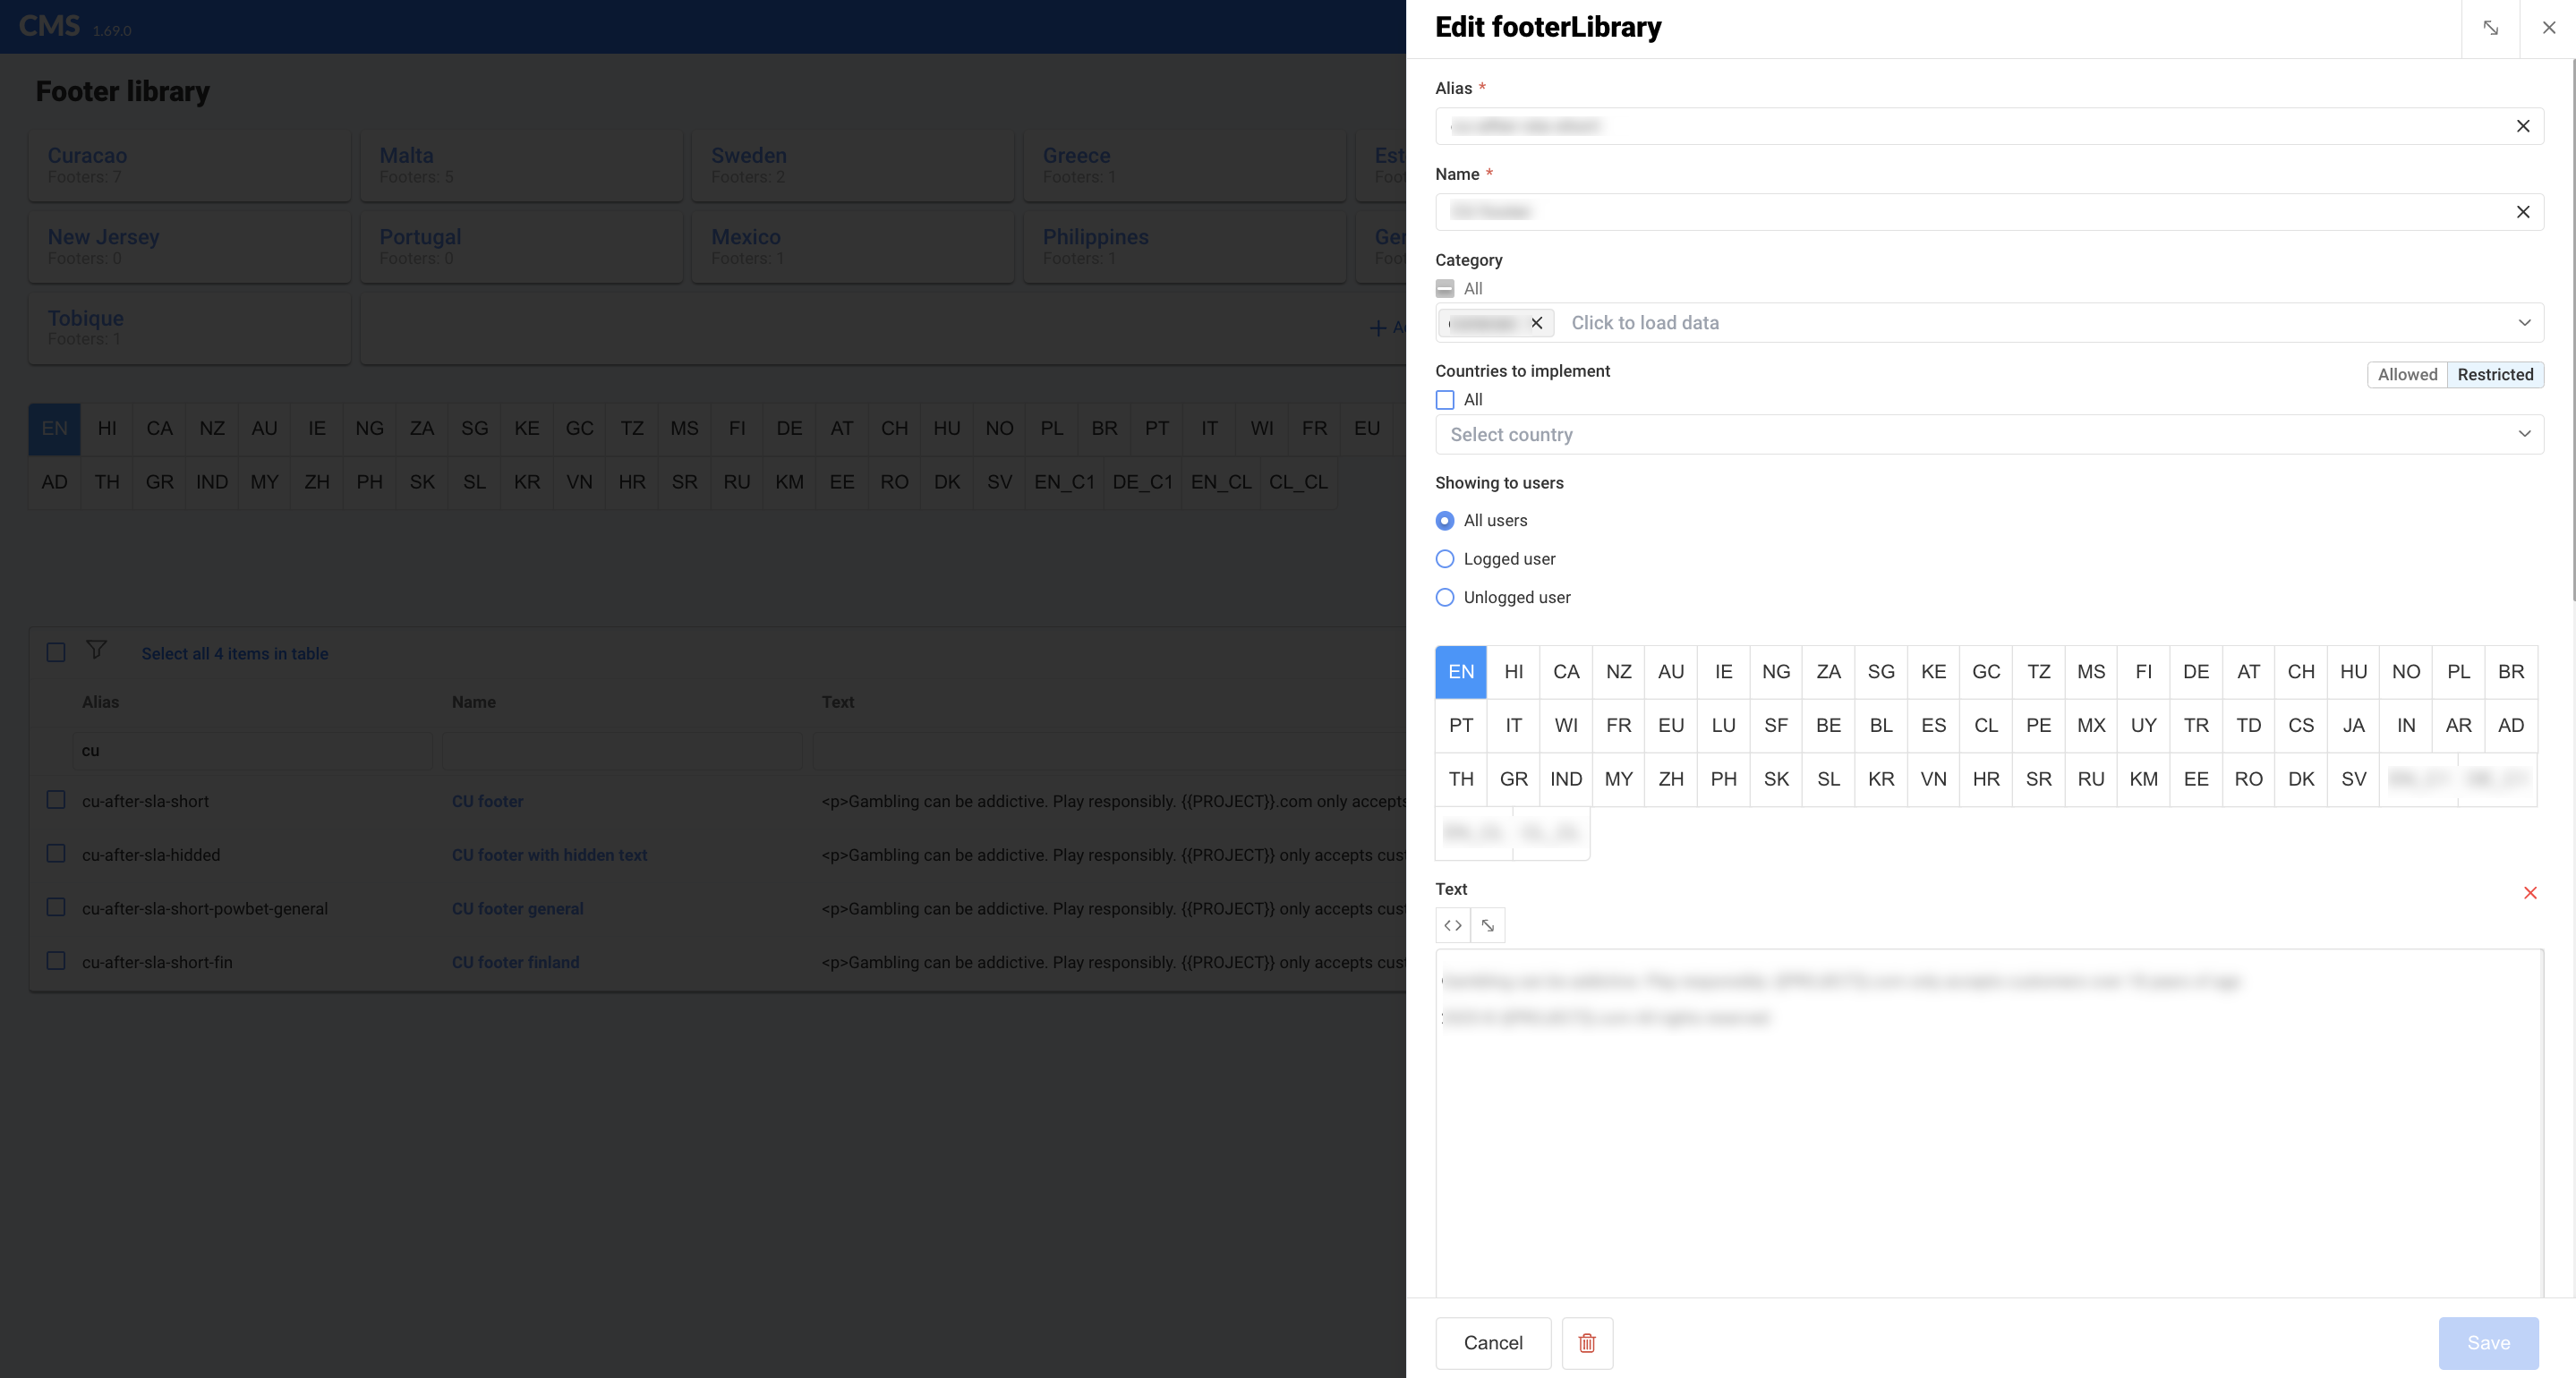 CMS 1.69.0
Footer library
Curacao
Footers: 7
Malta
Footers: 5
Sweden
Footers: 2
Greece
Footers: 1
Est
Foo
New Jersey
Footers: 0
Portugal
Footers: 0
Mexico
Footers: 1
Philippines
Footers: 1
Ger
Foo
Tobique
Footers: 1
EN HI CA NZ AU IE NG ZA SG KE GC TZ MS FI DE AT CH HU NO PL BR PT IT WI FR EU
AD TH GR IND MY ZH PH SK SL KR VN HR SR RU KM EE RO DK SV EN_C1 DE_C1 EN_CL CL_CL
Select all 4 items in table
Alias Name Text
cu
cu-after-sla-short CU footer <p>Gambling can be addictive. Play responsibly. {{PROJECT}}.com only accepts
cu-after-sla-hidded CU footer with hidden text <p>Gambling can be addictive. Play responsibly. {{PROJECT}} only accepts cus
cu-after-sla-short-powbet-general CU footer general <p>Gambling can be addictive. Play responsibly. {{PROJECT}} only accepts cus
cu-after-sla-short-fin CU footer finland <p>Gambling can be addictive. Play responsibly. {{PROJECT}} only accepts cus
Edit footerLibrary
Alias *
Name *
Category
All
Click to load data
Countries to implement
Allowed Restricted
All
Select country
Showing to users
All users
Logged user
Unlogged user
EN HI CA NZ AU IE NG ZA SG KE GC TZ MS FI DE AT CH HU NO PL BR
PT IT WI FR EU LU SF BE BL ES CL PE MX UY TR TD CS JA IN AR AD
TH GR IND MY ZH PH SK SL KR VN HR SR RU KM EE RO DK SV
Text
Cancel
Save